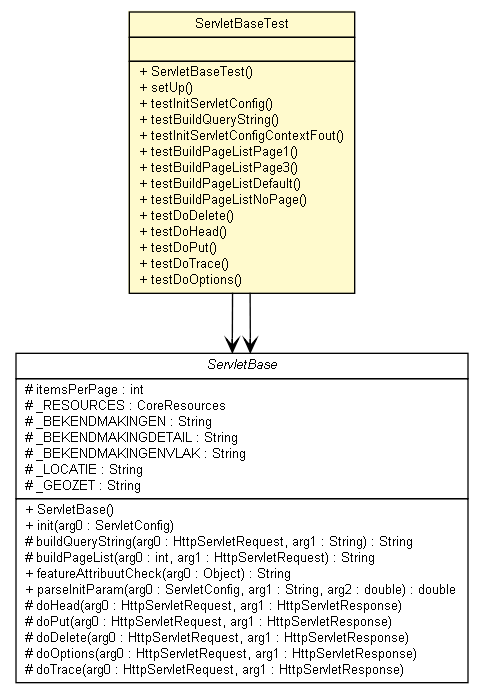 ServletBaseTest
+ ServletBaseTest()
+ setUp()
+ testInitServletConfig()
+ testBuildQueryString()
+ testInitServletConfigContextFout()
+ testBuildPageListPage1()
+ testBuildPageListPage3()
+ testBuildPageListDefault()
+ testBuildPageListNoPage()
+ testDoDelete()
+ testDoHead()
+ testDoPut()
+ testDoTrace()
+ testDoOptions()
ServletBase
# itemsPerPage : int
# _RESOURCES : CoreResources
# _BEKENDMAKINGEN : String
# _BEKENDMAKINGDETAIL : String
# _BEKENDMAKINGENVLAK : String
# _LOCATIE : String
# _GEOZET : String
+ ServletBase()
+ init(arg0 : ServletConfig)
# buildQueryString(arg0 : HttpServletRequest, arg1 : String) : String
# buildPageList(arg0 : int, arg1 : HttpServletRequest) : String
+ featureAttribuutCheck(arg0 : Object) : String
+ parseInitParam(arg0 : ServletConfig, arg1 : String, arg2 : double) : double
# doHead(arg0 : HttpServletRequest, arg1 : HttpServletResponse)
# doPut(arg0 : HttpServletRequest, arg1 : HttpServletResponse)
# doDelete(arg0 : HttpServletRequest, arg1 : HttpServletResponse)
# doOptions(arg0 : HttpServletRequest, arg1 : HttpServletResponse)
# doTrace(arg0 : HttpServletRequest, arg1 : HttpServletResponse)